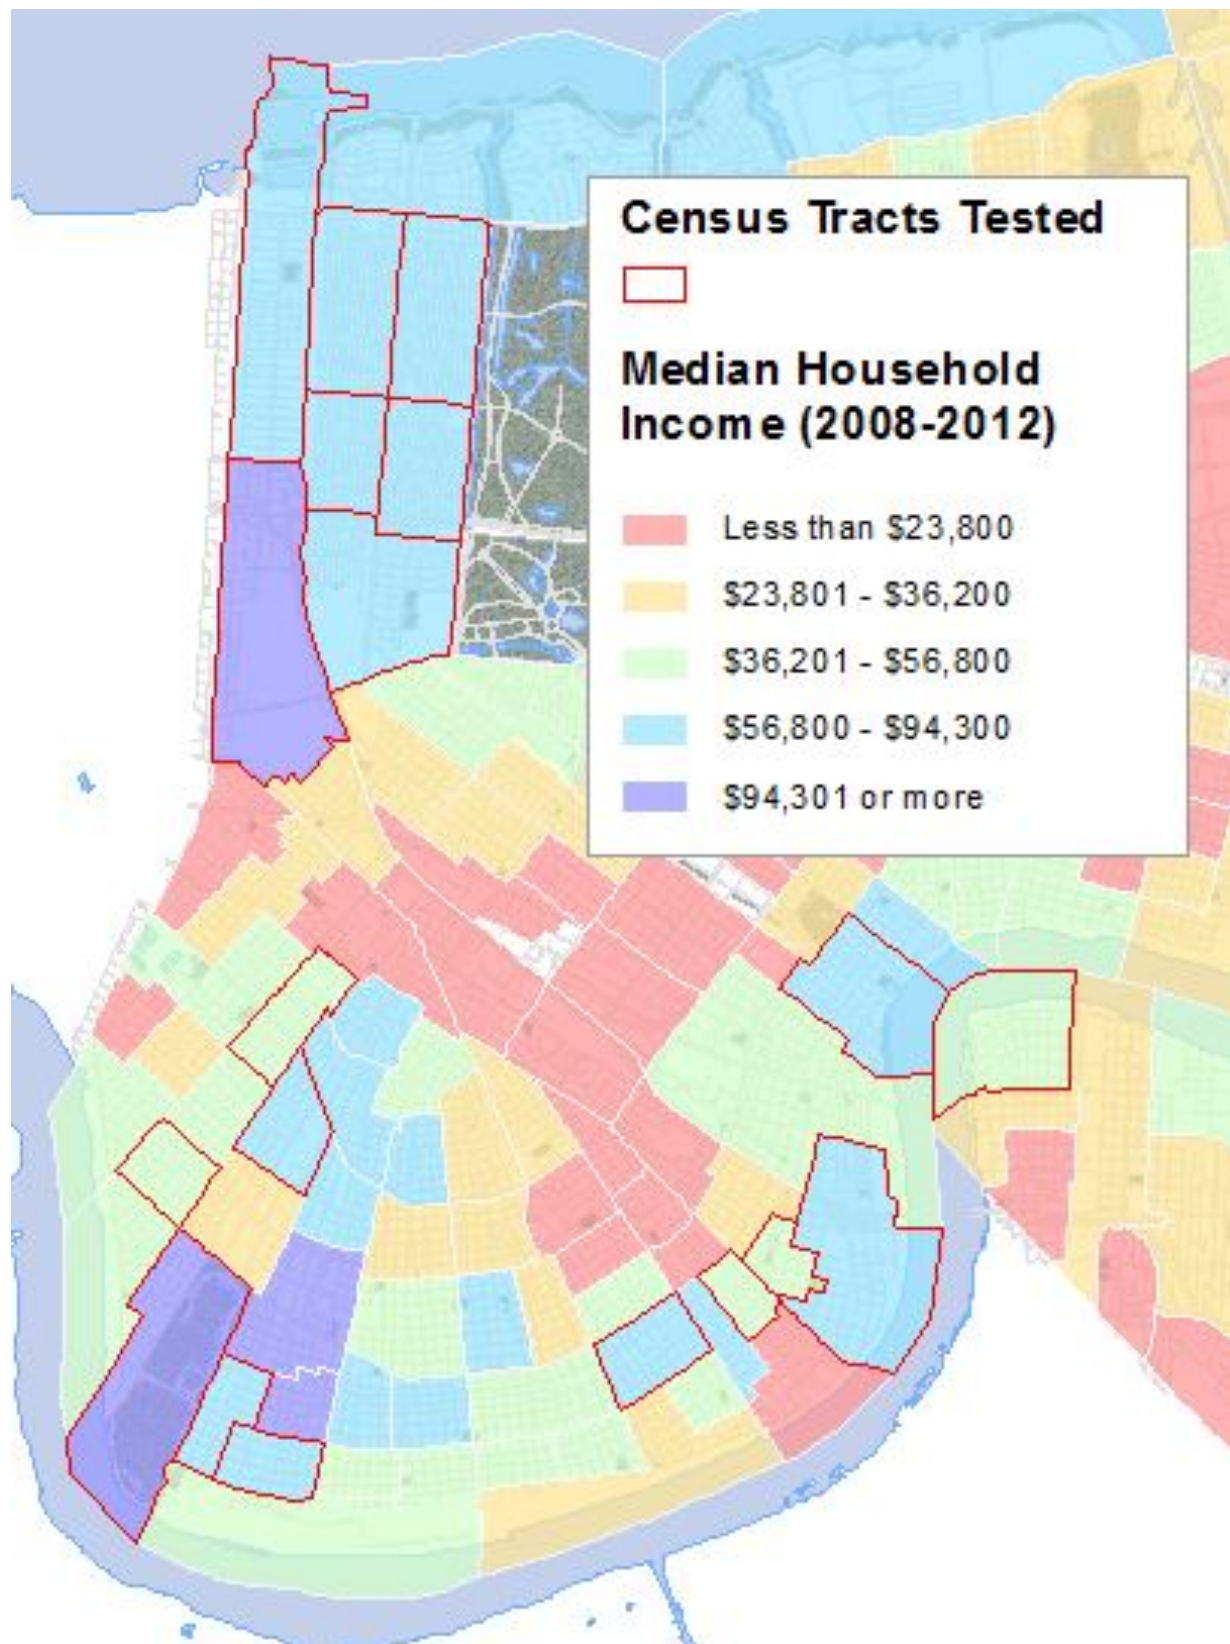 Census Tracts Tested
Median Household
Income (2008-2012)
Less than $23,800
$23,801 - $36,200
$36,201 - $56,800
$56,800 - $94,300
$94,301 or more